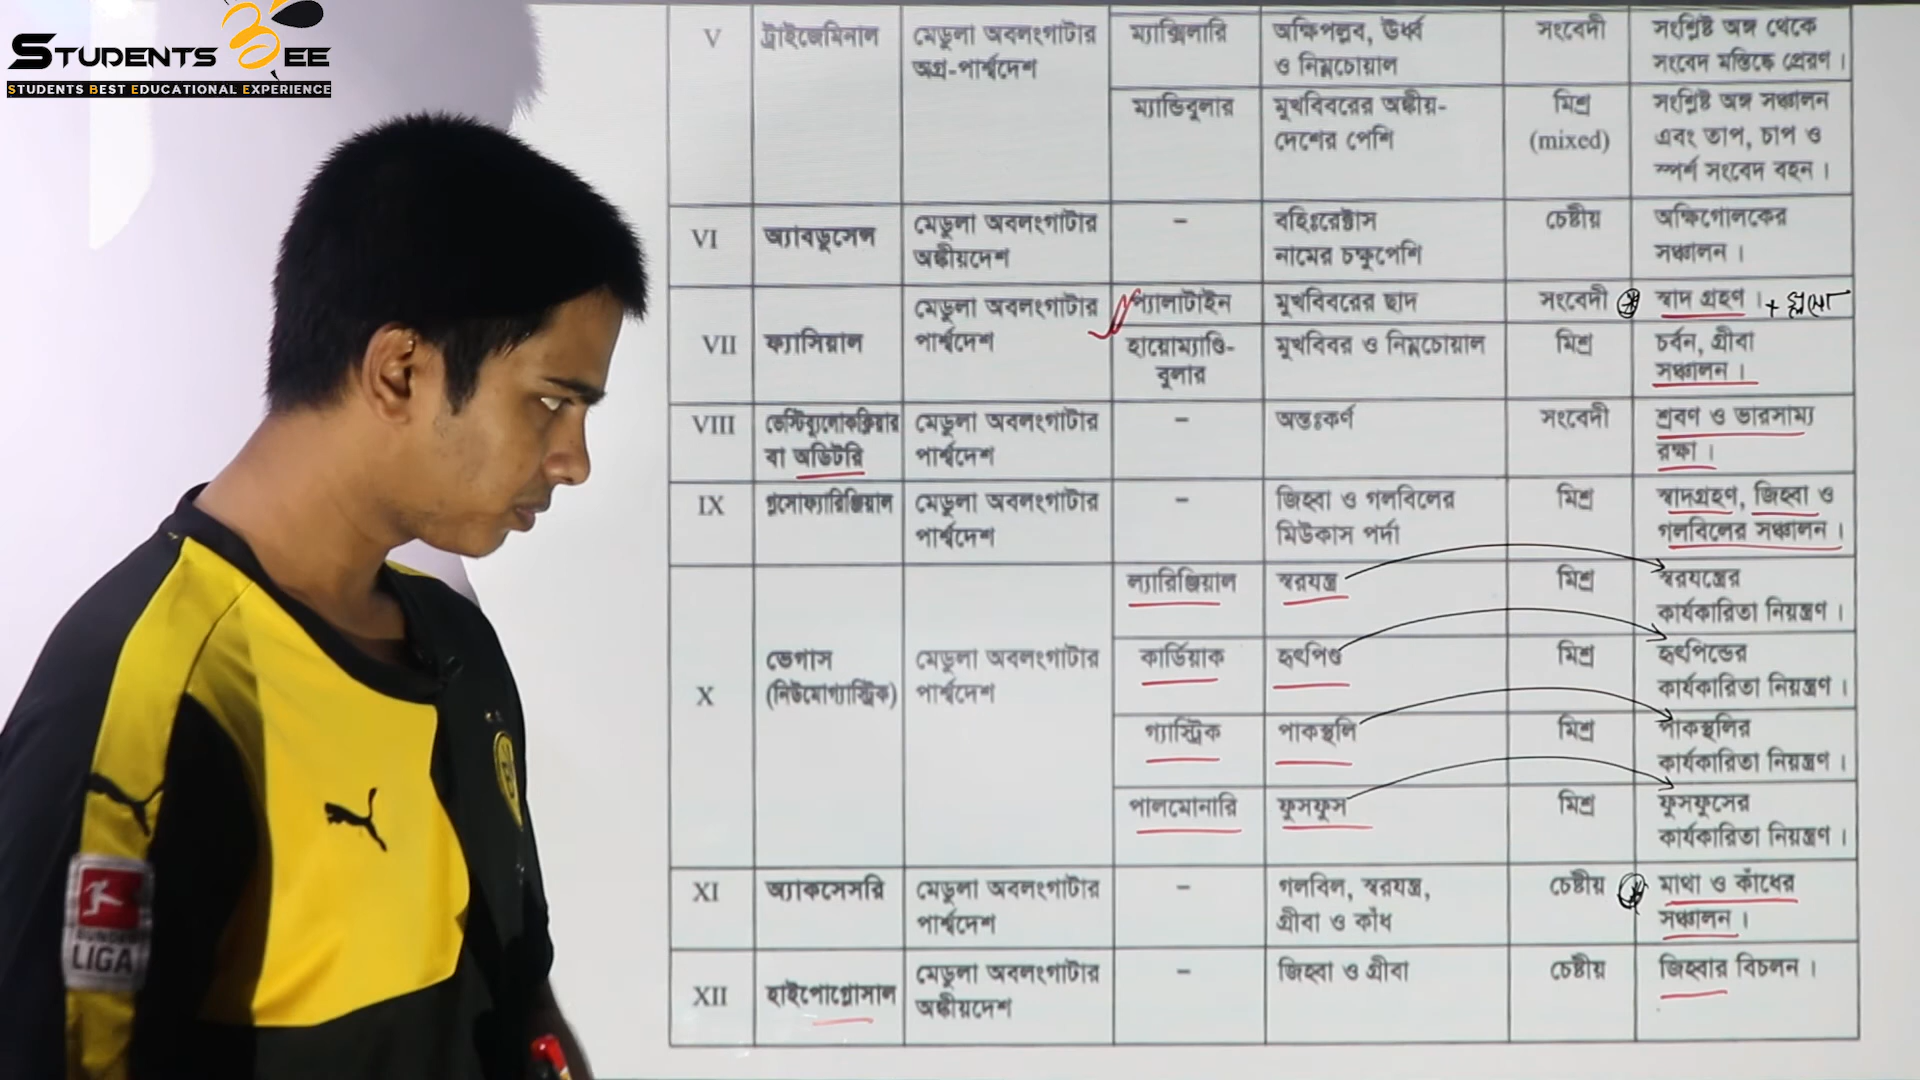 STUDENTS BEE
STUDENTS BEST EDUCATIONAL EXPERIENCE
V
ট্রাইজেমিনাল
মেডুলা অবলংগাটার
অগ্র-পার্শ্বদেশ
ম্যাক্সিলারি
অক্ষিপল্লব, ঊর্ধ্ব
ও নিম্নচোয়াল
সংবেদী
সংশ্লিষ্ট অঙ্গ থেকে
সংবেদ মস্তিষ্কে প্রেরণ।
ম্যান্ডিবুলার
মুখবিবরের অঙ্কীয়-
দেশের পেশি
মিশ্র
(mixed)
সংশ্লিষ্ট অঙ্গ সঞ্চালন
এবং তাপ, চাপ ও
স্পর্শ সংবেদ বহন।
VI
অ্যাবডুসেন্স
মেডুলা অবলংগাটার
অঙ্কীয়দেশ
–
বহিঃরেক্টাস
নামের চক্ষুপেশি
চেষ্টীয়
অক্ষিগোলকের
সঞ্চালন।
VII
ফ্যাসিয়াল
মেডুলা অবলংগাটার
পার্শ্বদেশ
প্যালাটাইন
মুখবিবরের ছাদ
সংবেদী
স্বাদ গ্রহণ। +
হায়োম্যান্ডি-
বুলার
মুখবিবর ও নিম্নচোয়াল
মিশ্র
চর্বন, গ্রীবা
সঞ্চালন।
VIII
ভেস্টিব্যুলোকক্লিয়ার
বা অডিটরি
মেডুলা অবলংগাটার
পার্শ্বদেশ
–
অন্তঃকর্ণ
সংবেদী
শ্রবণ ও ভারসাম্য
রক্ষা।
IX
গ্লসোফ্যারিঞ্জিয়াল
মেডুলা অবলংগাটার
পার্শ্বদেশ
–
জিহ্বা ও গলবিলের
মিউকাস পর্দা
মিশ্র
স্বাদগ্রহণ, জিহ্বা ও
গলবিলের সঞ্চালন।
X
ভেগাস
(নিউমোগ্যাস্ট্রিক)
মেডুলা অবলংগাটার
পার্শ্বদেশ
ল্যারিঞ্জিয়াল
স্বরযন্ত্র
মিশ্র
স্বরযন্ত্রের
কার্যকারিতা নিয়ন্ত্রণ।
কার্ডিয়াক
হৃৎপিণ্ড
মিশ্র
হৃৎপিন্ডের
কার্যকারিতা নিয়ন্ত্রণ।
গ্যাস্ট্রিক
পাকস্থলি
মিশ্র
পাকস্থলির
কার্যকারিতা নিয়ন্ত্রণ।
পালমোনারি
ফুসফুস
মিশ্র
ফুসফুসের
কার্যকারিতা নিয়ন্ত্রণ।
XI
অ্যাকসেসরি
মেডুলা অবলংগাটার
পার্শ্বদেশ
–
গলবিল, স্বরযন্ত্র,
গ্রীবা ও কাঁধ
চেষ্টীয়
মাথা ও কাঁধের
সঞ্চালন।
XII
হাইপোগ্লোসাল
মেডুলা অবলংগাটার
অঙ্কীয়দেশ
–
জিহ্বা ও গ্রীবা
চেষ্টীয়
জিহ্বার বিচলন।
LIGA